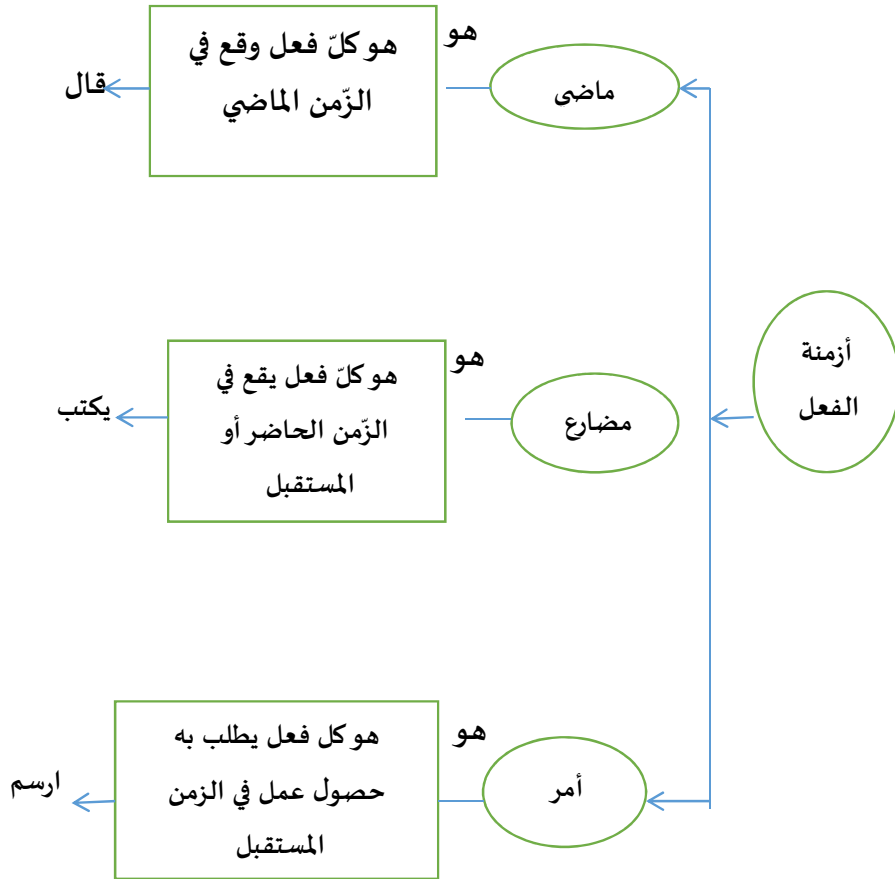 أزمنة
الفعل
ماضى
هو
هو كلّ فعل وقع في
الزّمن الماضي
قال
مضارع
هو
هو كلّ فعل يقع في
الزّمن الحاضر أو
المستقبل
يكتب
أمر
هو
هو كل فعل يطلب به
حصول عمل في الزمن
المستقبل
ارسم